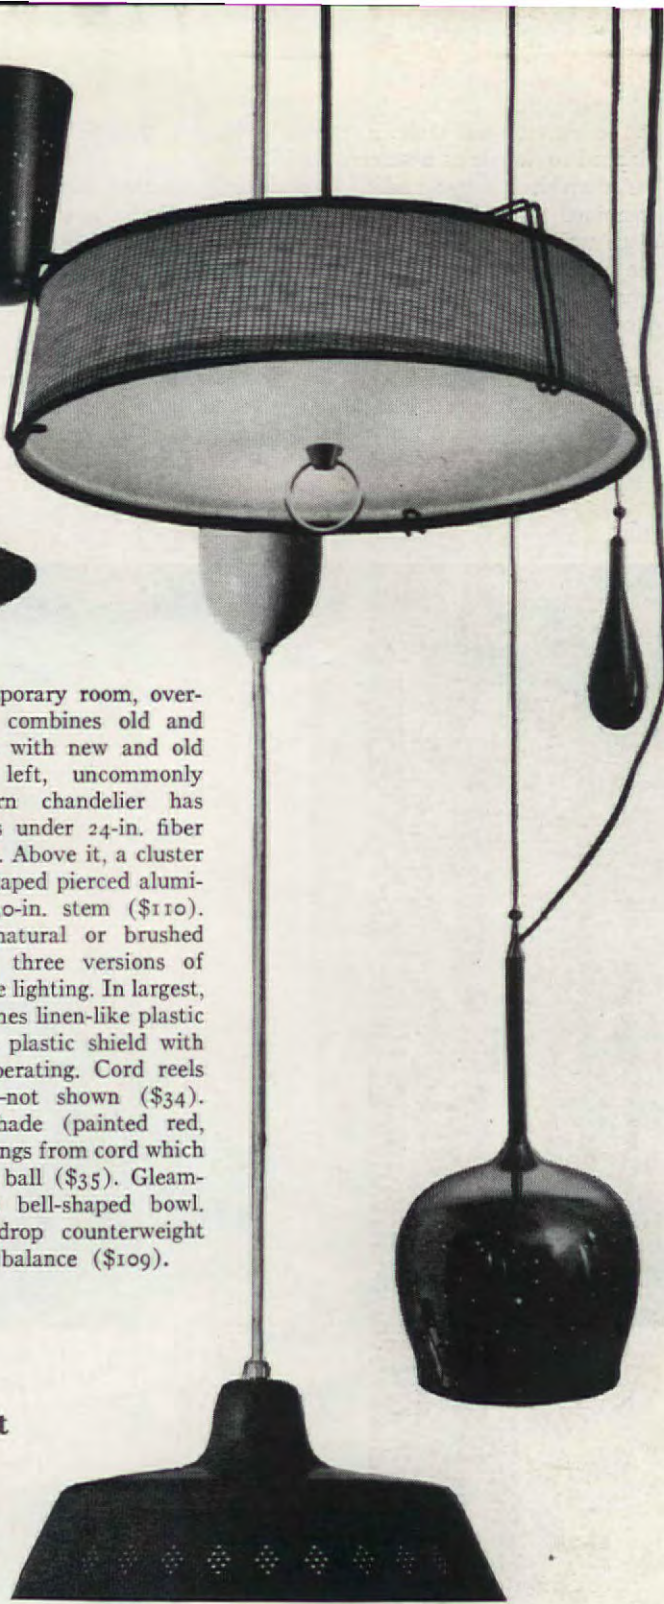 porary room, over-
combines old and
with new and old
left, uncommonly
rn chandelier has
s under 24-in. fiber
. Above it, a cluster
aped pierced alumi-
0-in. stem ($110).
natural or brushed
three versions of
e lighting. In largest,
nes linen-like plastic
plastic shield with
perating. Cord reels
-not shown ($34).
hade (painted red,
ngs from cord which
ball ($35). Gleam-
bell-shaped bowl.
drop counterweight
balance ($109).
t